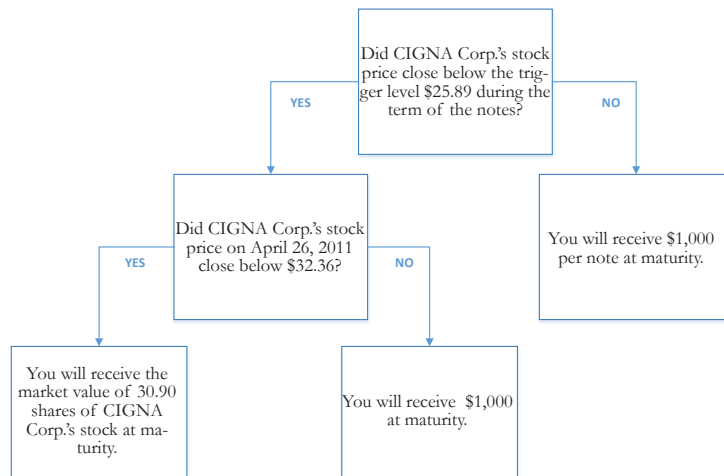 Did CIGNA Corp.'s stock
price close below the trig-
ger level $25.89 during the
term of the notes?
YES
NO
Did CIGNA Corp.'s stock
price on April 26, 2011
close below $32.36?
You will receive $1,000
per note at maturity.
YES
NO
You will receive the
market value of 30.90
shares of CIGNA
Corp.'s stock at ma-
turity.
You will receive $1,000
at maturity.